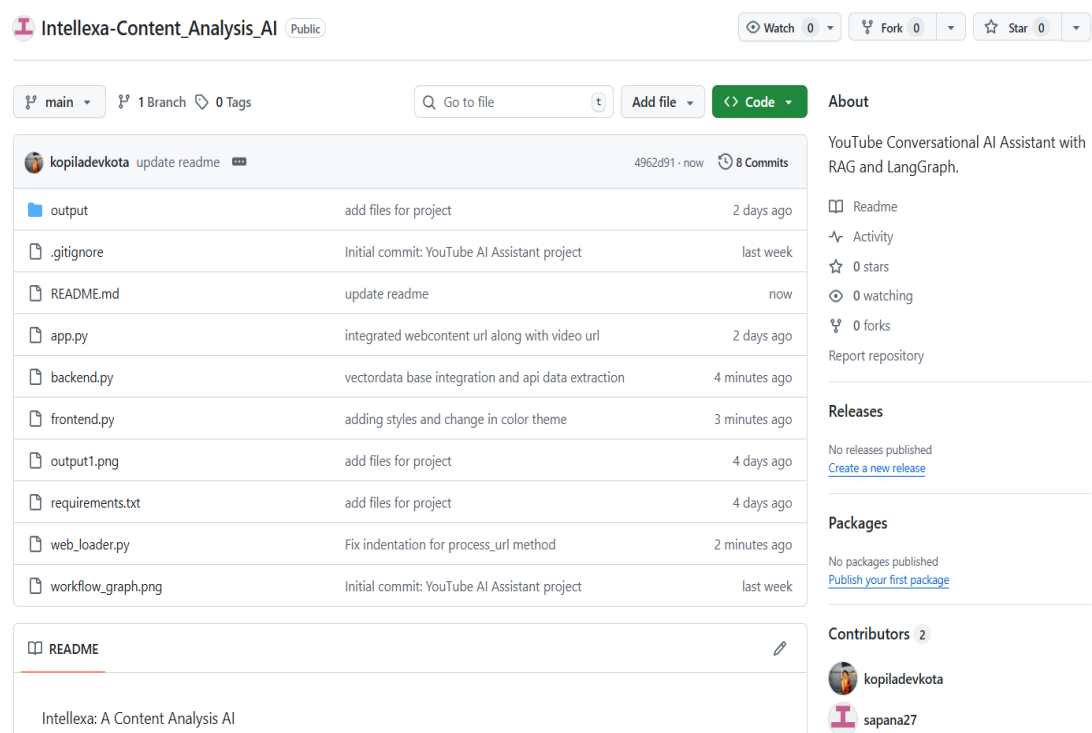 Intellexa-Content_Analysis_AI Public Watch 0 Fork 0 Star 0
main 1 Branch 0 Tags Go to file t Add file Code
kopiladevkota update readme 4962d91 · now 8 Commits
output add files for project 2 days ago
.gitignore Initial commit: YouTube AI Assistant project last week
README.md update readme now
app.py integrated webcontent url along with video url 2 days ago
backend.py vectordata base integration and api data extraction 4 minutes ago
frontend.py adding styles and change in color theme 3 minutes ago
output1.png add files for project 4 days ago
requirements.txt add files for project 4 days ago
web_loader.py Fix indentation for process_url method 2 minutes ago
workflow_graph.png Initial commit: YouTube AI Assistant project last week
README
Intellexa: A Content Analysis AI
About
YouTube Conversational AI Assistant with
RAG and LangGraph.
Readme
Activity
0 stars
0 watching
0 forks
Report repository
Releases
No releases published
Create a new release
Packages
No packages published
Publish your first package
Contributors 2
kopiladevkota
sapana27